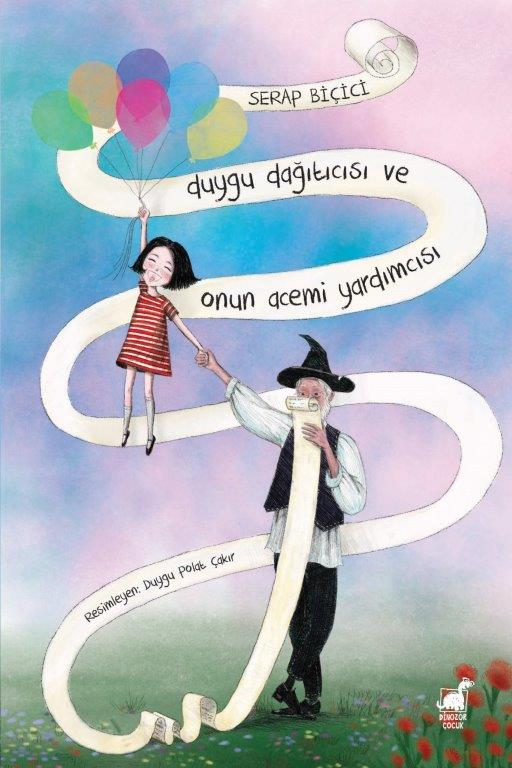 SERAP BİÇİCİ
duygu dağıtıcısı ve
onun acemi yardımcısı
Resimleyen: Duygu Polat Çakır
DİNOZOR
ÇOCUK